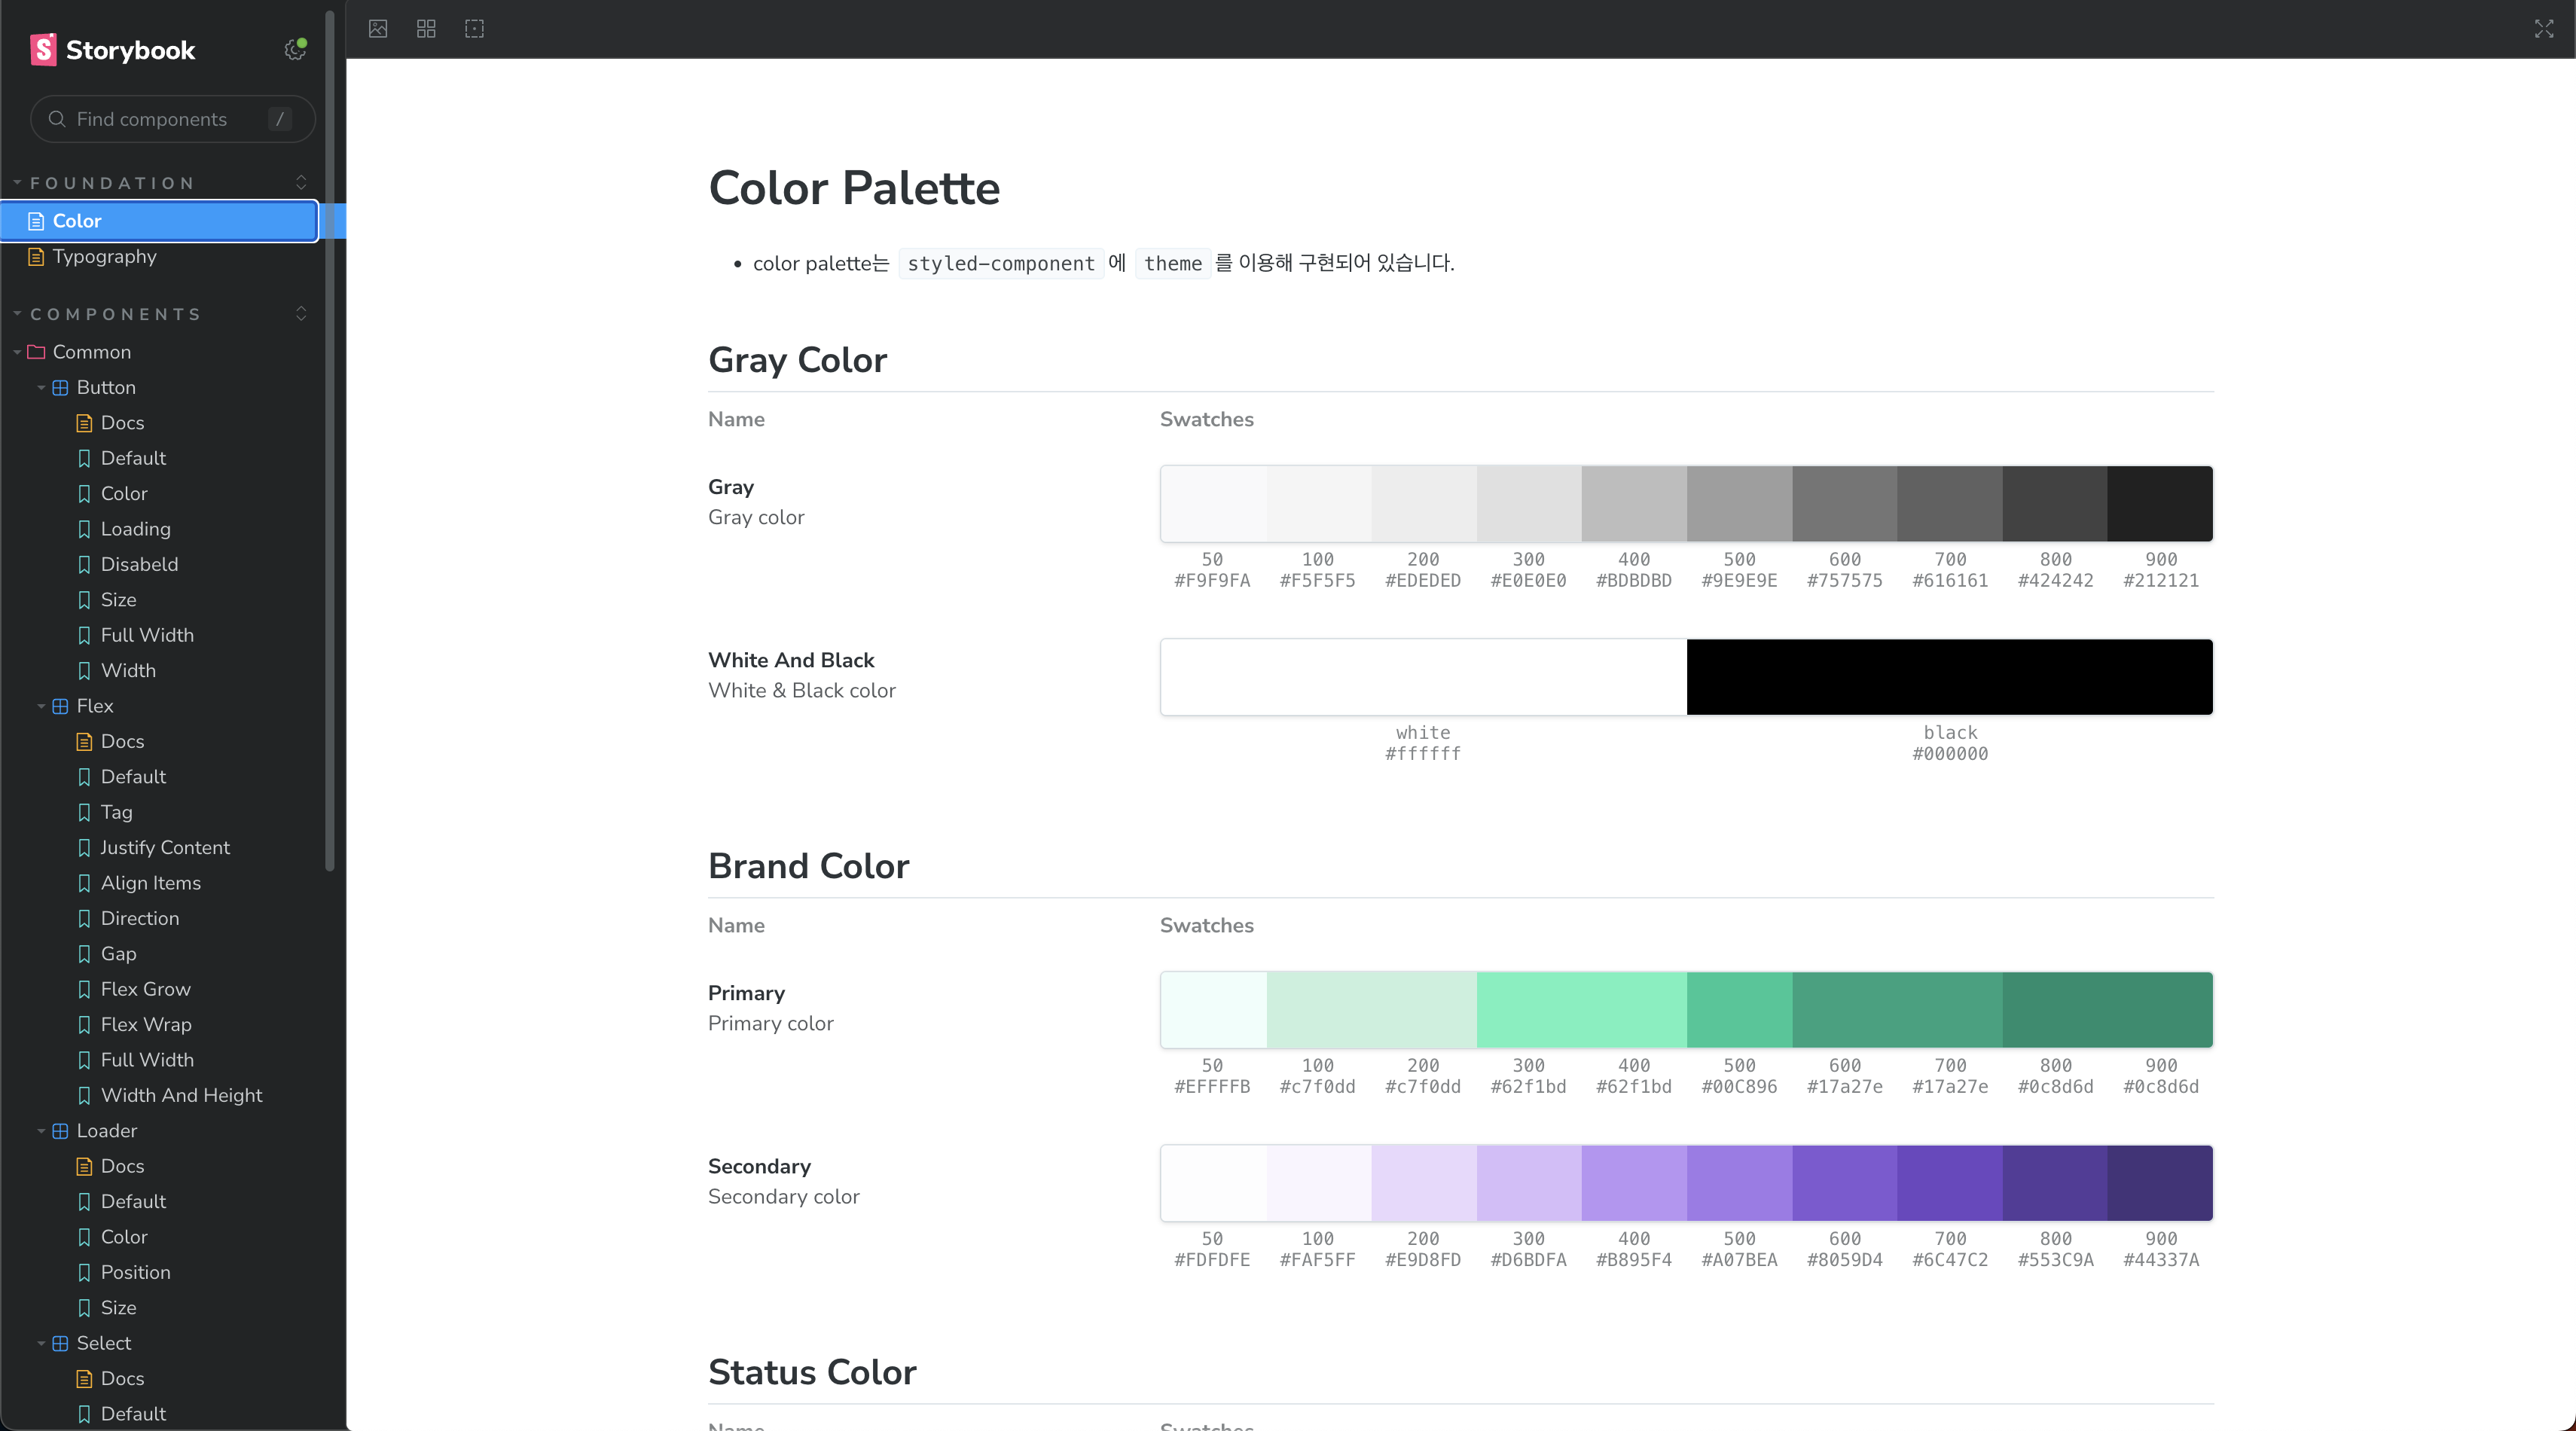 Storybook
Find components
/
FOUNDATION
Color
Typography
COMPONENTS
Common
Button
Docs
Default
Color
Loading
Disabeld
Size
Full Width
Width
Flex
Docs
Default
Tag
Justify Content
Align Items
Direction
Gap
Flex Grow
Flex Wrap
Full Width
Width And Height
Loader
Docs
Default
Color
Position
Size
Select
Docs
Default
Color Palette
• color palette는 styled-component 에 theme 를 이용해 구현되어 있습니다.
Gray Color
Name Swatches
Gray
Gray color
50 100 200 300 400 500 600 700 800 900
#F9F9FA #F5F5F5 #EDEDED #E0E0E0 #BDBDBD #9E9E9E #757575 #616161 #424242 #212121
White And Black
White & Black color
white black
#ffffff #000000
Brand Color
Name Swatches
Primary
Primary color
50 100 200 300 400 500 600 700 800 900
#EFFFFB #c7f0dd #c7f0dd #62f1bd #62f1bd #00C896 #17a27e #17a27e #0c8d6d #0c8d6d
Secondary
Secondary color
50 100 200 300 400 500 600 700 800 900
#FDFDFE #FAF5FF #E9D8FD #D6BDFA #B895F4 #A07BEA #8059D4 #6C47C2 #553C9A #44337A
Status Color
Name Swatches